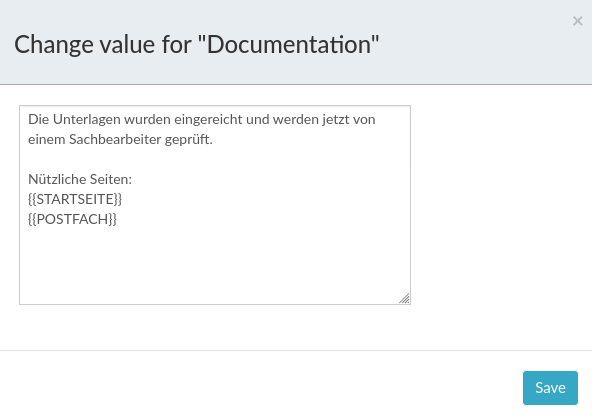 ×
Change value for "Documentation"
Die Unterlagen wurden eingereicht und werden jetzt von
einem Sachbearbeiter geprüft.
Nützliche Seiten:
{{STARTSEITE}}
{{POSTFACH}}
Save